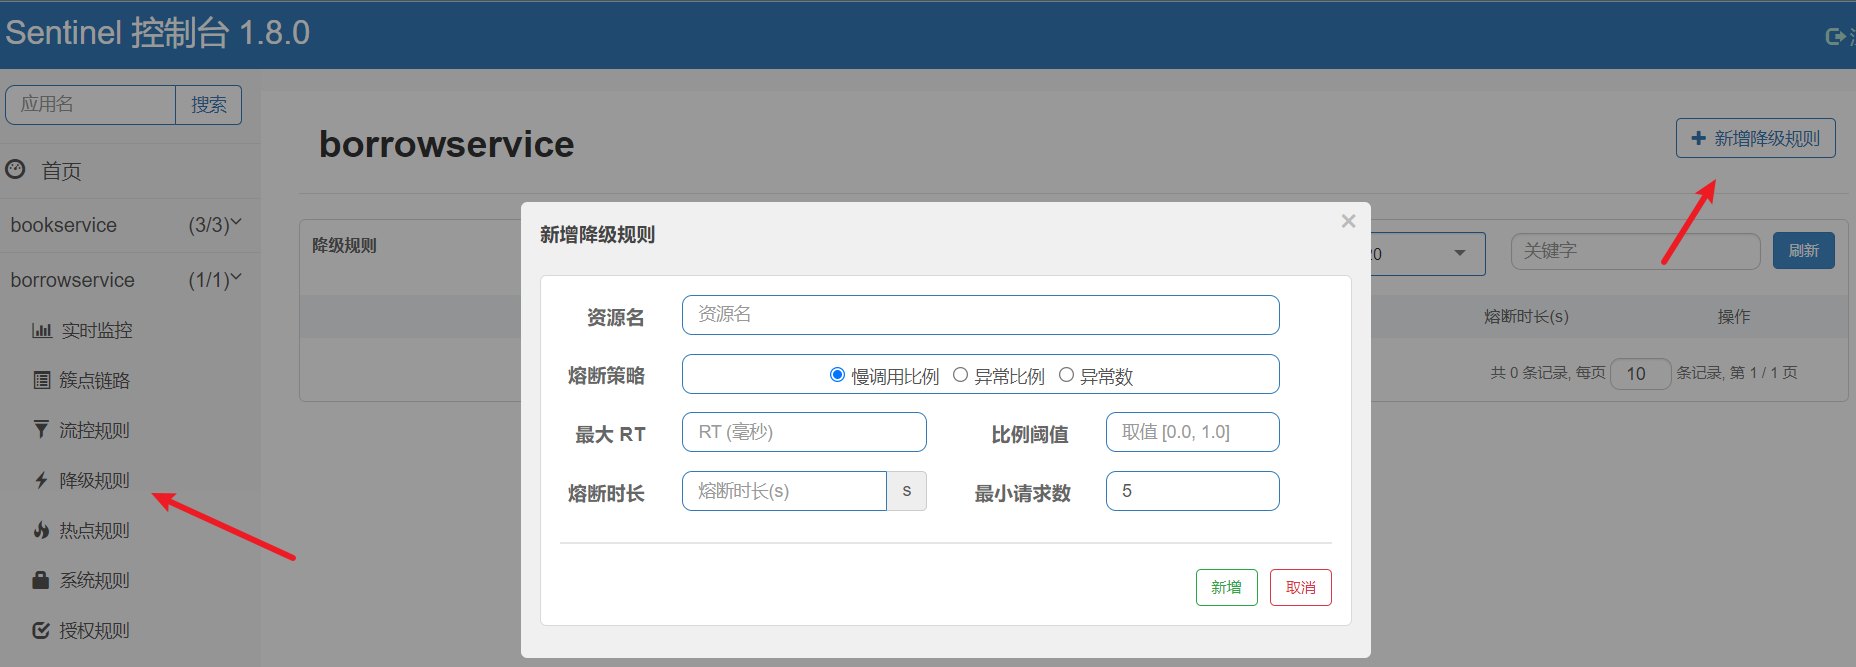 Sentinel 控制台 1.8.0
应用名 搜索
首页
bookservice (3/3)
borrowservice (1/1)
实时监控
簇点链路
流控规则
降级规则
热点规则
系统规则
授权规则
borrowservice
新增降级规则
降级规则
关键字 刷新
熔断时长(s) 操作
共 0 条记录, 每页 10 条记录, 第 1 / 1 页
新增降级规则 ×
资源名 资源名
熔断策略 慢调用比例 异常比例 异常数
最大 RT RT (毫秒) 比例阈值 取值 [0.0, 1.0]
熔断时长 熔断时长(s) s 最小请求数 5
新增 取消